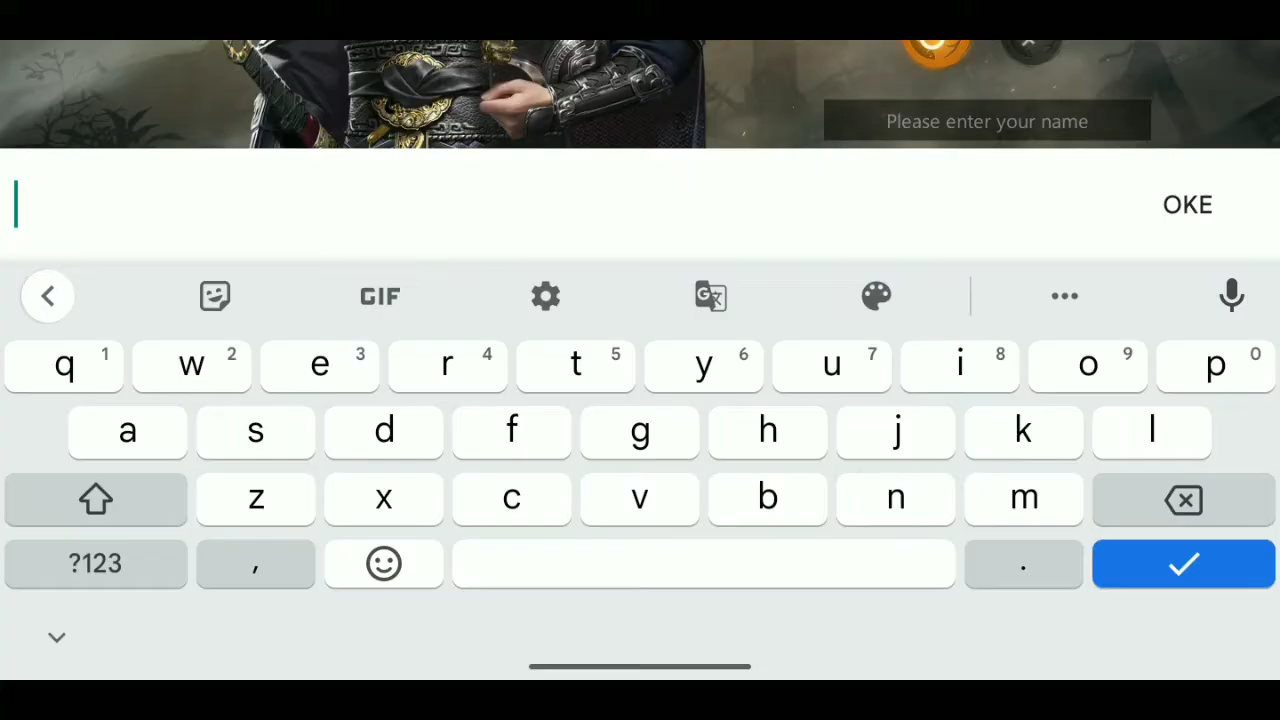 Please enter your name
OKE
GIF
G
q 1 w 2 e 3 r 4 t 5 y 6 u 7 i 8 o 9 p 0
a s d f g h j k l
z x c v b n m
?123 , .